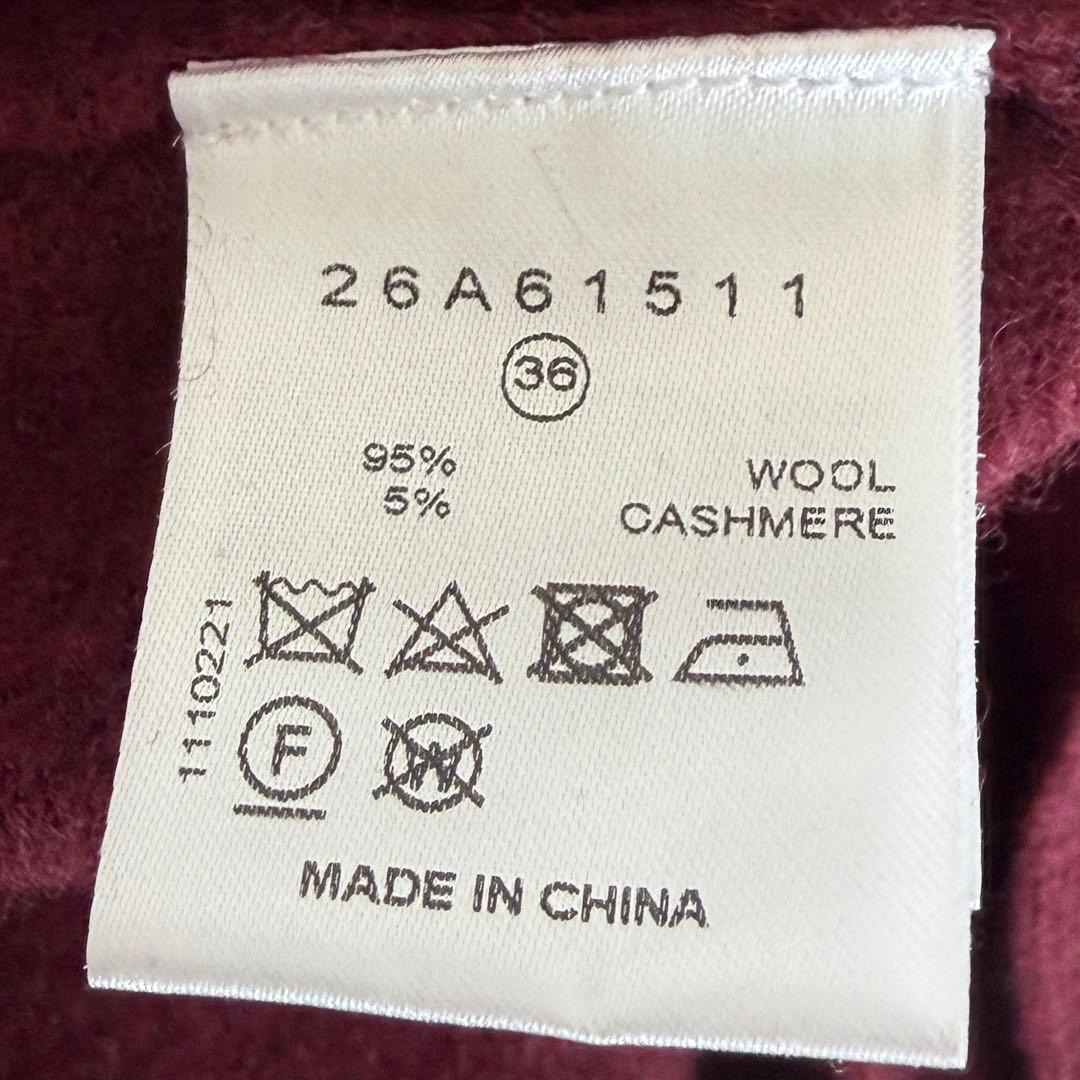 26A61511
36
95% WOOL
5% CASHMERE
1110221
F
W
MADE IN CHINA